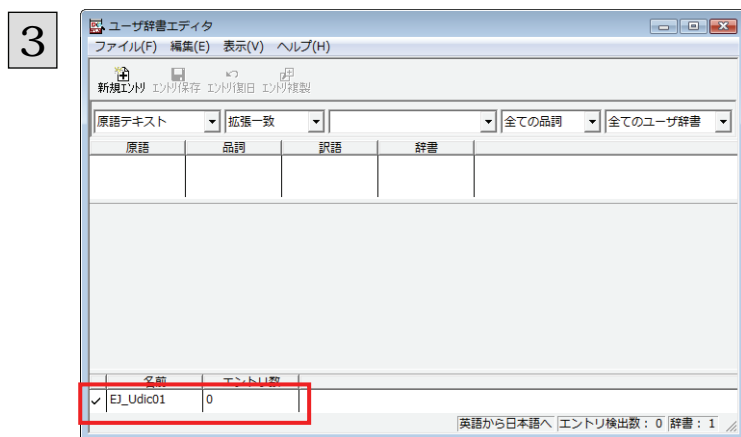 3
ユーザ辞書エディタ
ファイル(F) 編集(E) 表示(V) ヘルプ(H)
新規エントリ エントリ保存 エントリ復旧 エントリ複製
原語テキスト 拡張一致 全ての品詞 全てのユーザ辞書
原語 品詞 訳語 辞書
名前 エントリ数
✓ EJ_Udic01 0
英語から日本語へ エントリ検出数： 0 辞書： 1